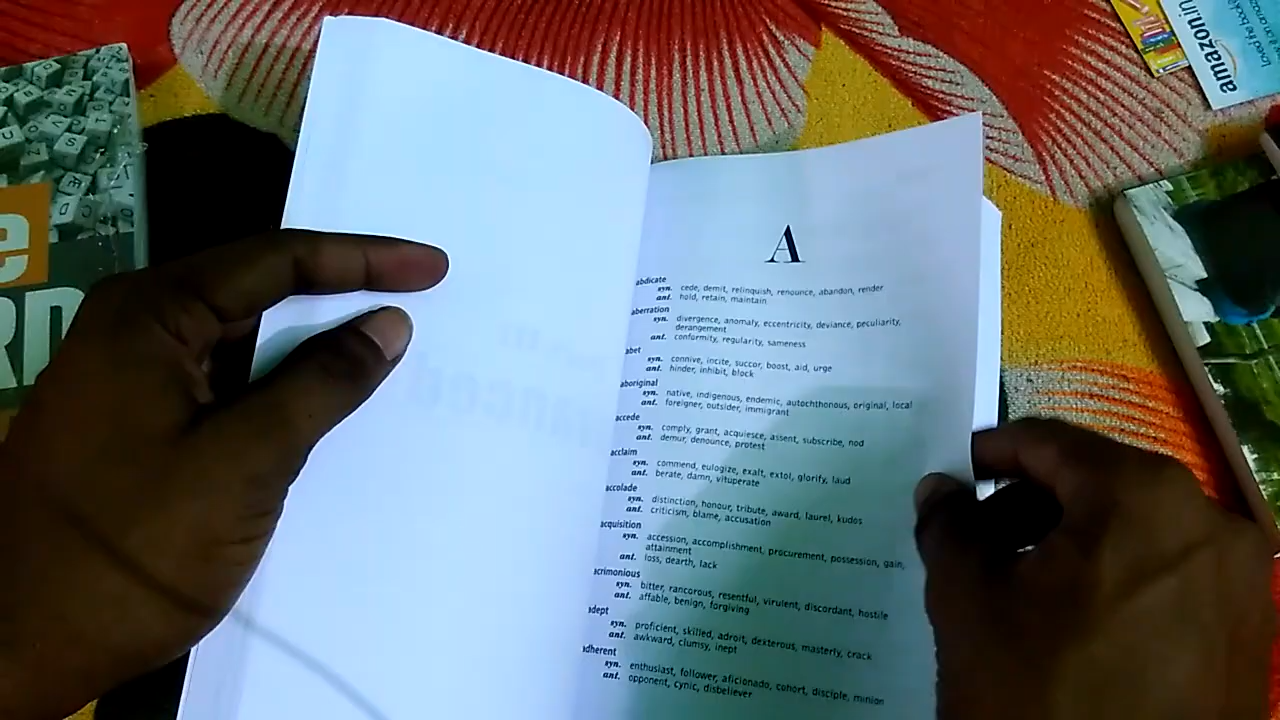 A
abdicate
syn. cede, demit, relinquish, renounce, abandon, render
ant. hold, retain, maintain
aberration
syn. divergence, anomaly, eccentricity, deviance, peculiarity,
derangement
ant. conformity, regularity, sameness
abet
syn. connive, incite, succor, boost, aid, urge
ant. hinder, inhibit, block
aboriginal
syn. native, indigenous, endemic, autochthonous, original, local
ant. foreigner, outsider, immigrant
accede
syn. comply, grant, acquiesce, assent, subscribe, nod
ant. demur, denounce, protest
acclaim
syn. commend, eulogize, exalt, extol, glorify, laud
ant. berate, damn, vituperate
accolade
syn. distinction, honour, tribute, award, laurel, kudos
ant. criticism, blame, accusation
acquisition
syn. accession, accomplishment, procurement, possession, gain,
attainment
ant. loss, dearth, lack
acrimonious
syn. bitter, rancorous, resentful, virulent, discordant, hostile
ant. affable, benign, forgiving
adept
syn. proficient, skilled, adroit, dexterous, masterly, crack
ant. awkward, clumsy, inept
adherent
syn. enthusiast, follower, aficionado, cohort, disciple, minion
ant. opponent, cynic, disbeliever
e
RD
amazon.in
Loved the book?